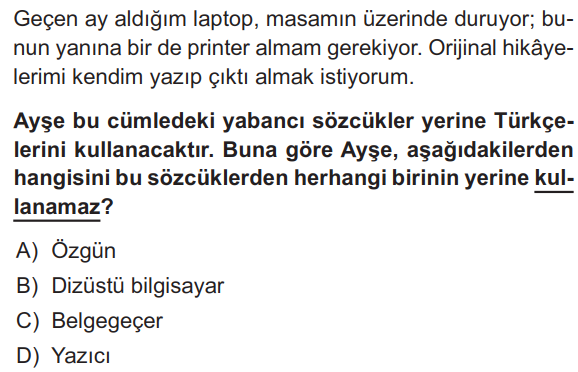 Geçen ay aldığım laptop, masamın üzerinde duruyor; bu-
nun yanına bir de printer almam gerekiyor. Orijinal hikâye-
lerimi kendim yazıp çıktı almak istiyorum.
Ayşe bu cümledeki yabancı sözcükler yerine Türkçe-
lerini kullanacaktır. Buna göre Ayşe, aşağıdakilerden
hangisini bu sözcüklerden herhangi birinin yerine kul-
lanamaz?
A) Özgün
B) Dizüstü bilgisayar
C) Belgegeçer
D) Yazıcı